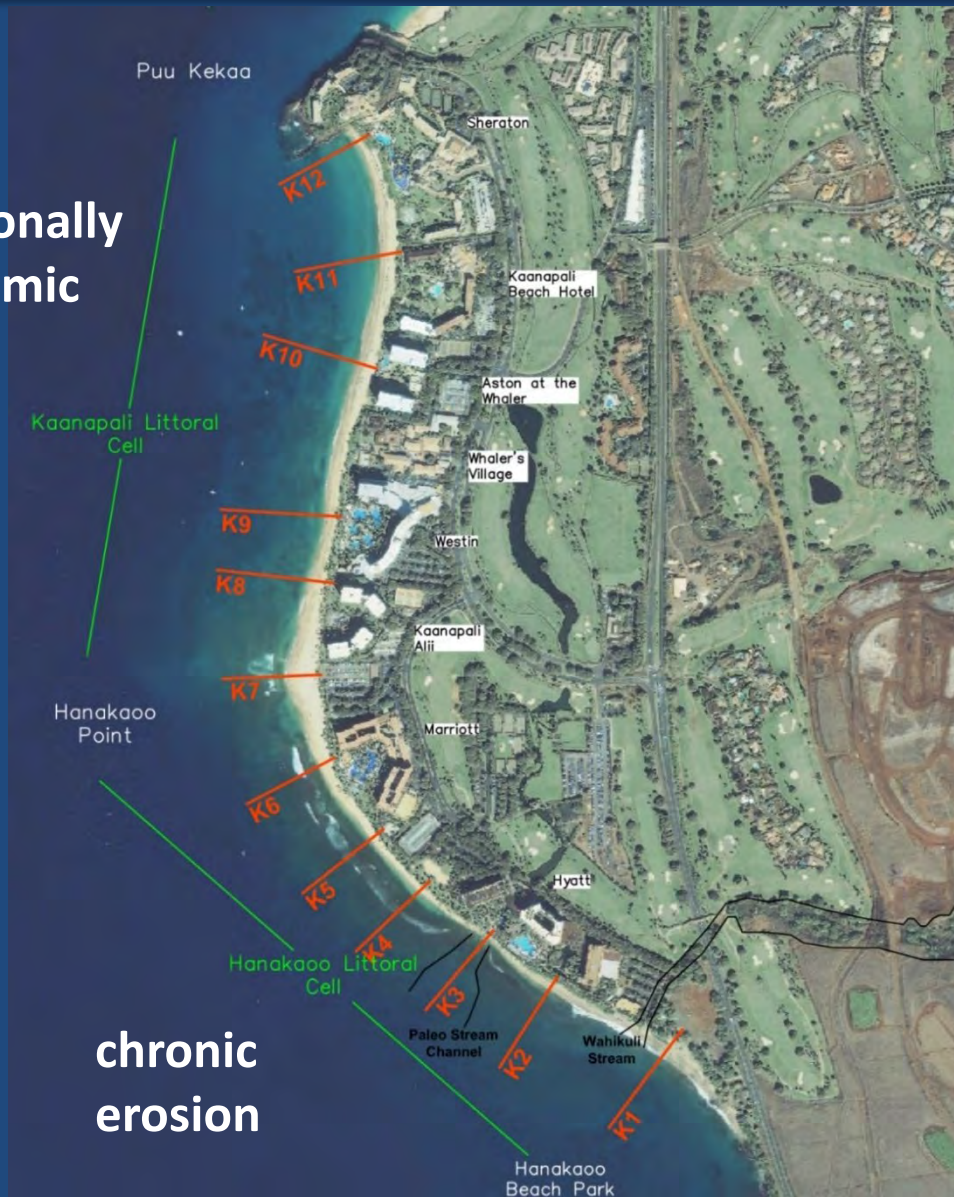 Puu Kekaa
Sheraton
K12
onally
mic
K11
Kaanapali
Beach Hotel
K10
Aston at the
Whaler
Kaanapali Littoral
Cell
Whaler's
Village
K9
Westin
K8
Kaanapali
Alii
K7
Hanakaoo
Point
Marriott
K6
K5
Hyatt
K4
Hanakaoo Littoral
Cell
K3
Paleo Stream
Channel
K2
Wahikuli
Stream
chronic
erosion
K1
Hanakaoo
Beach Park